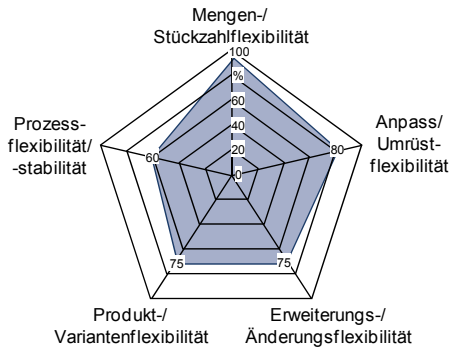 Mengen-/
Stückzahlflexibilität
100
%
60
40
20
0
Anpass/
Umrüst-
flexibilität
80
Prozess-
flexibilität/
-stabilität
60
75
75
Produkt-/
Variantenflexibilität
Erweiterungs-/
Änderungsflexibilität